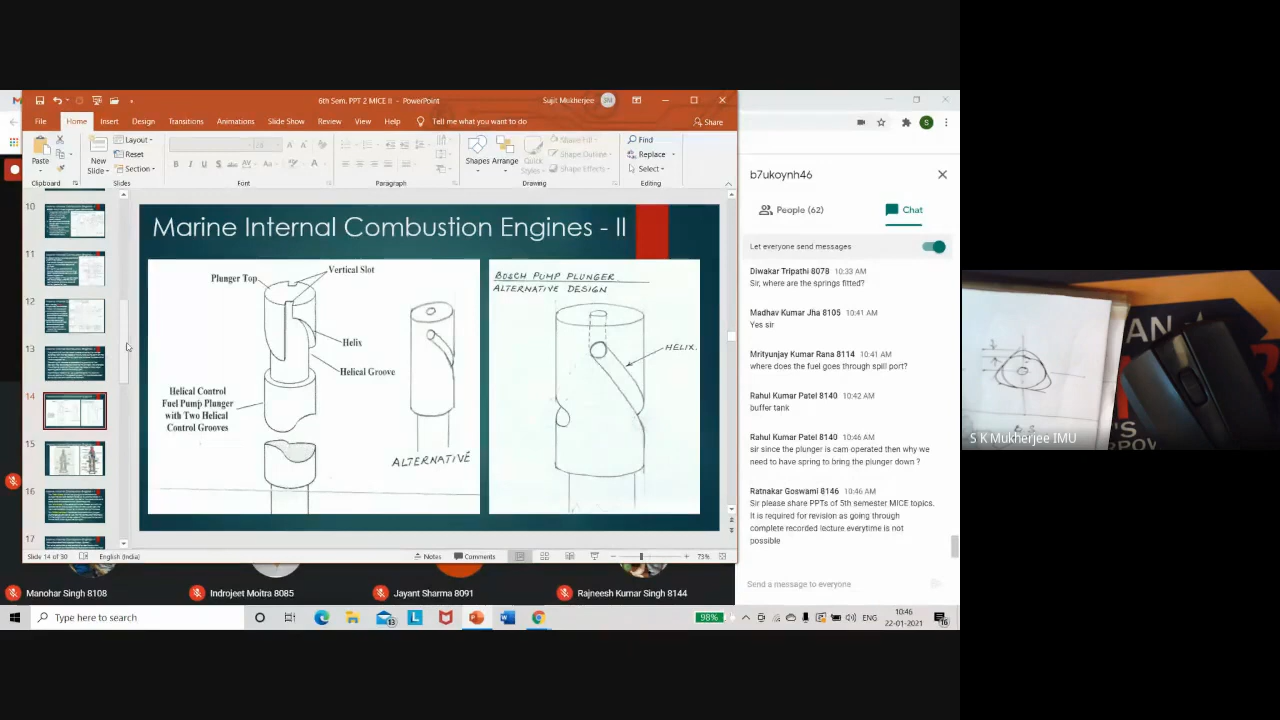 6th Sem. PPT 2 MICE II - PowerPoint
Sujit Mukherjee
File Home Insert Design Transitions Animations Slide Show Review View Help Tell me what you want to do Share
Paste
Clipboard
New
Slide
Layout
Reset
Section
Slides
Font
Paragraph
Shapes
Arrange
Quick
Styles
Shape Fill
Shape Outline
Shape Effects
Drawing
Find
Replace
Select
Editing
10
11
12
13
14
15
16
17
Marine Internal Combustion Engines - II
Plunger Top
Vertical Slot
Helix
Helical Groove
Helical Control
Fuel Pump Plunger
with Two Helical
Control Grooves
ALTERNATIVE
BOSCH PUMP PLUNGER
ALTERNATIVE DESIGN
HELIX.
Slide 14 of 30 English (India) Notes Comments 73%
b7ukoynh46
People (62) Chat
Let everyone send messages
Diwakar Tripathi 8078 10:33 AM
Sir, where are the springs fitted?
Madhav Kumar Jha 8105 10:41 AM
Yes sir
Mrityunjay Kumar Rana 8114 10:41 AM
where does the fuel goes through spill port?
Rahul Kumar Patel 8140 10:42 AM
buffer tank
Rahul Kumar Patel 8140 10:46 AM
sir since the plunger is cam operated then why we
need to have spring to bring the plunger down ?
Ratnakar Goswami 8146 10:46 AM
Sir please share PPTs of 5th semester MICE topics.
It is required for revision as going through
complete recorded lecture everytime is not
possible
Send a message to everyone
Manohar Singh 8108 Indrojeet Moitra 8085 Jayant Sharma 8091 Rajneesh Kumar Singh 8144
Type here to search
98%
ENG
10:46
22-01-2021
S K Mukherjee IMU